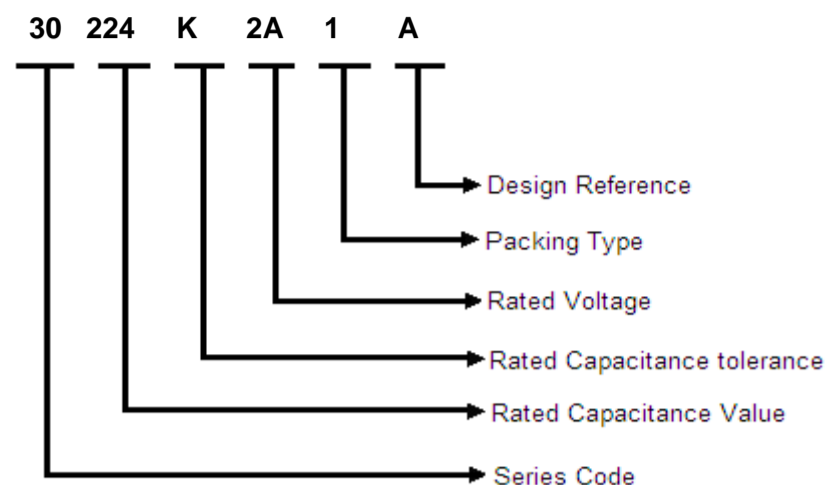 30 224 K 2A 1 A
Design Reference
Packing Type
Rated Voltage
Rated Capacitance tolerance
Rated Capacitance Value
Series Code